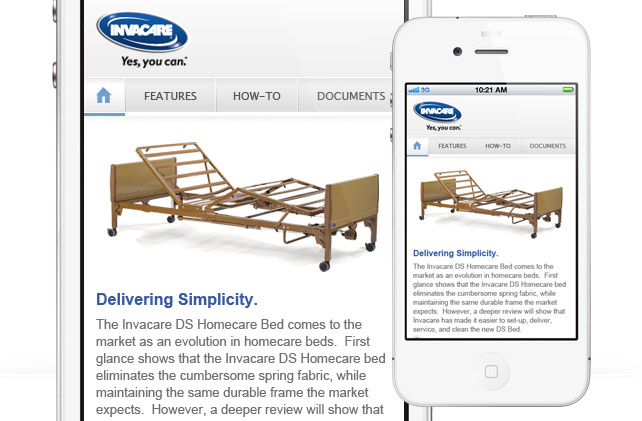 INVACARE
Yes, you can.
FEATURES HOW-TO DOCUMENTS
Delivering Simplicity.
The Invacare DS Homecare Bed comes to the
market as an evolution in homecare beds. First
glance shows that the Invacare DS Homecare bed
eliminates the cumbersome spring fabric, while
maintaining the same durable frame the market
expects. However, a deeper review will show that
3G 10:21 AM
INVACARE
Yes, you can.
FEATURES HOW-TO DOCUMENTS
Delivering Simplicity.
The Invacare DS Homecare Bed comes to the
market as an evolution in homecare beds. First
glance shows that the Invacare DS Homecare bed
eliminates the cumbersome spring fabric, while
maintaining the same durable frame the market
expects. However, a deeper review will show that
Invacare has made it easier to set-up, deliver,
service, and clean the new DS Bed.